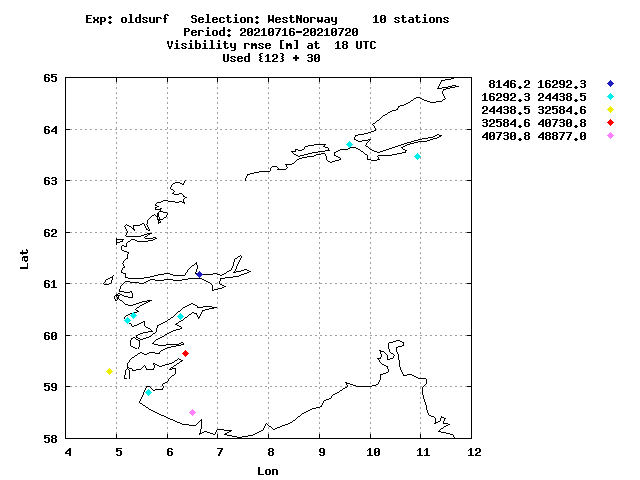 Exp: oldsurf   Selection: WestNorway     10 stations
Period: 20210716-20210720
Visibility rmse [m] at  18 UTC
Used {12} + 30
8146.2 16292.3
16292.3 24438.5
24438.5 32584.6
32584.6 40730.8
40730.8 48877.0
65
64
63
62
61
60
59
58
Lat
4 5 6 7 8 9 10 11 12
Lon